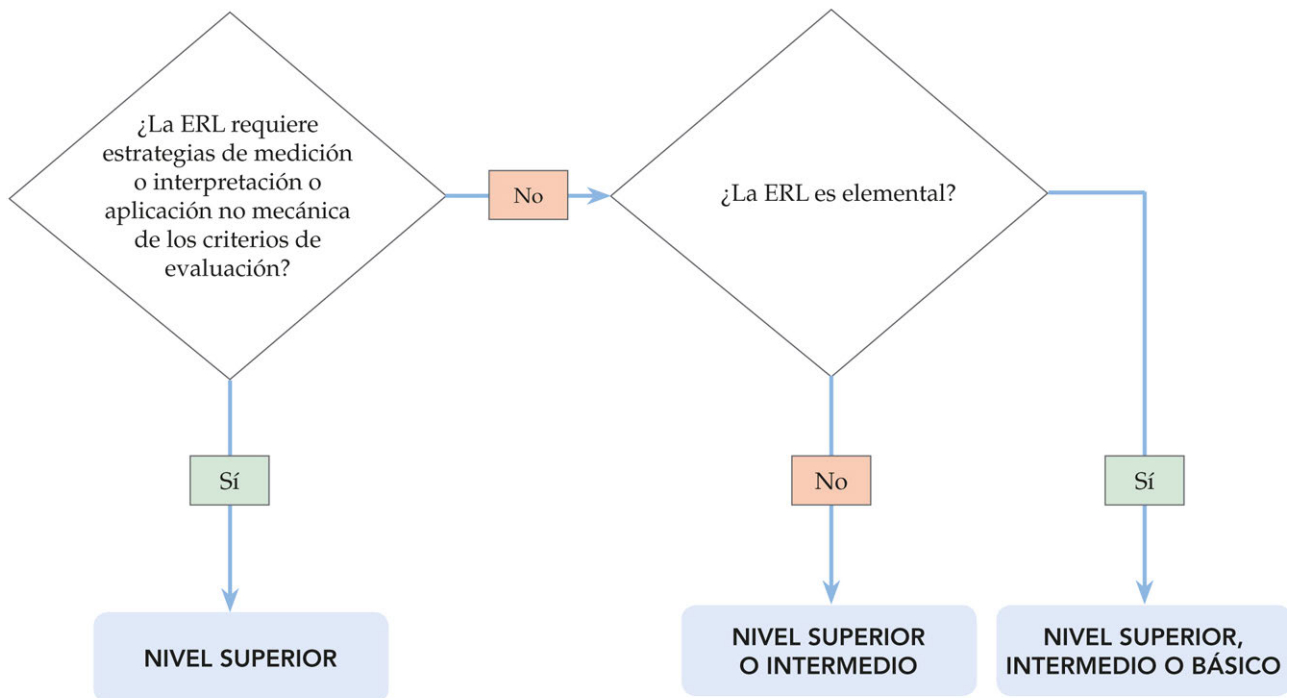 ¿La ERL requiere
estrategias de medición
o interpretación o
aplicación no mecánica
de los criterios de
evaluación?
No
¿La ERL es elemental?
Sí
No
Sí
NIVEL SUPERIOR
NIVEL SUPERIOR
O INTERMEDIO
NIVEL SUPERIOR,
INTERMEDIO O BÁSICO